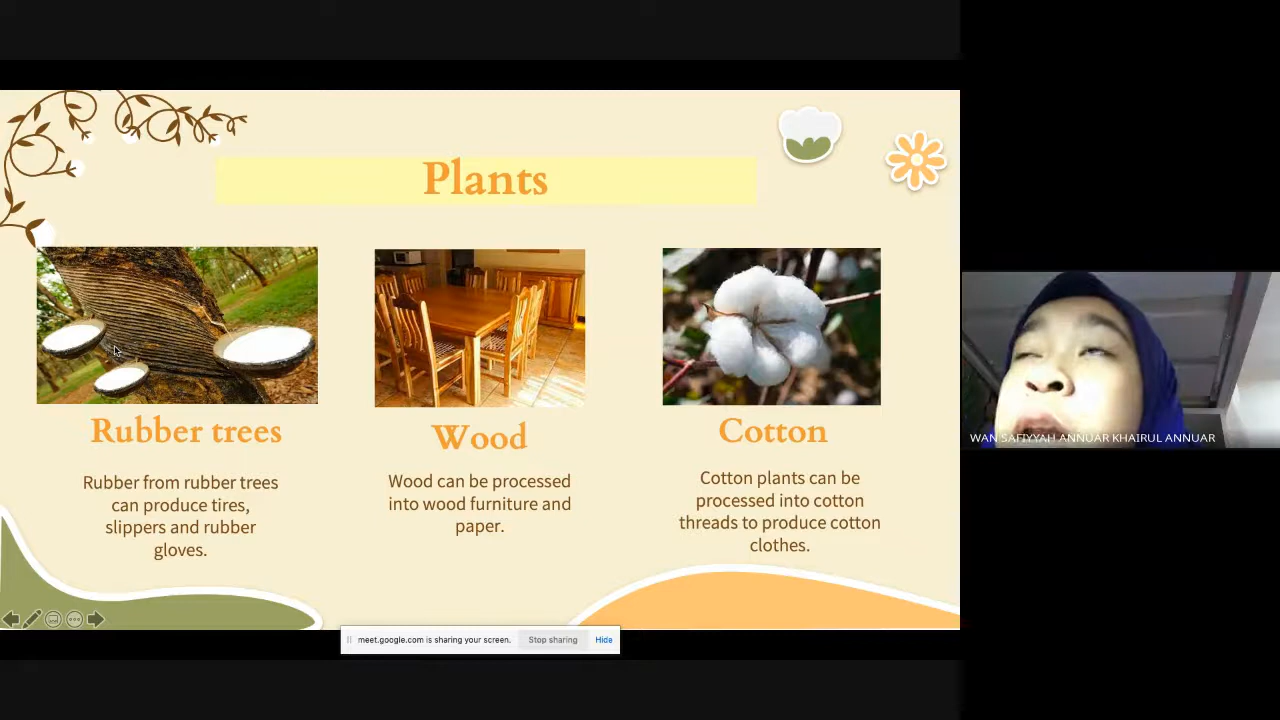 Plants
Rubber trees
Rubber from rubber trees
can produce tires,
slippers and rubber
gloves.
Wood
Wood can be processed
into wood furniture and
paper.
Cotton
Cotton plants can be
processed into cotton
threads to produce cotton
clothes.
WAN SAFIYYAH ANNUAR KHAIRUL ANNUAR
meet.google.com is sharing your screen.
Stop sharing
Hide